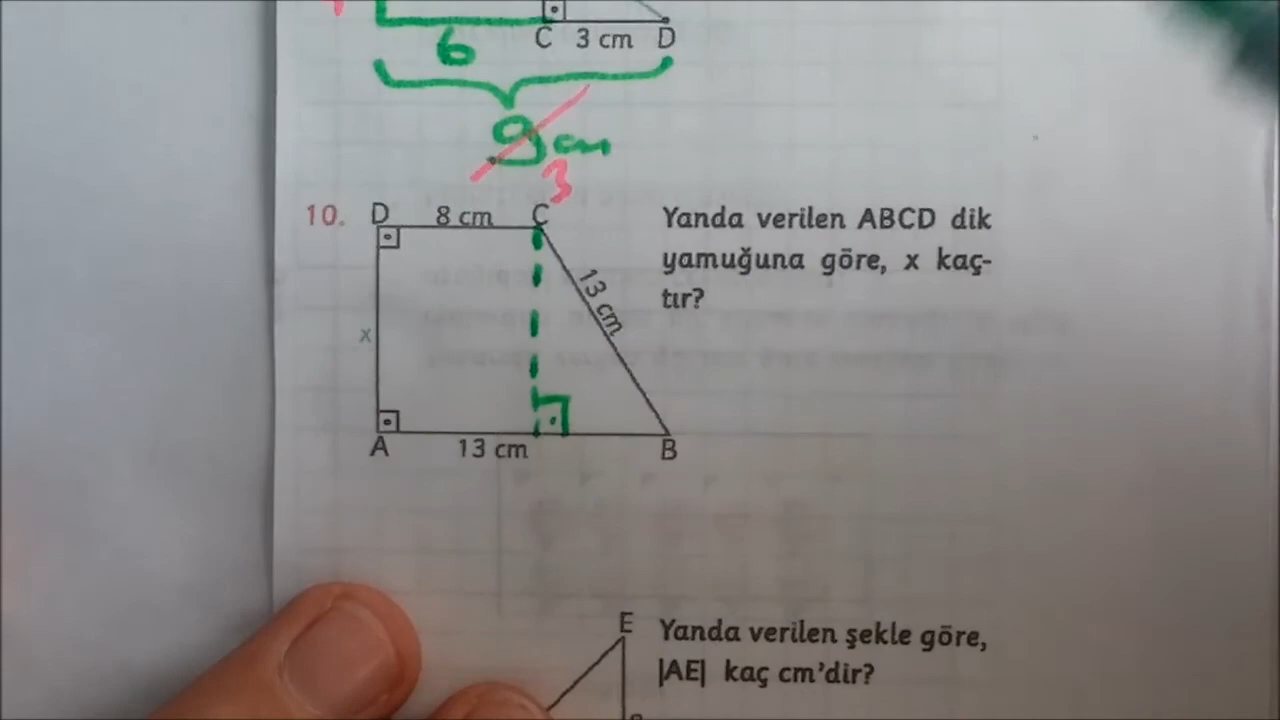 6
C 3 cm D
9 cm
3
10. D 8 cm C
13 cm
x
A 13 cm B
Yanda verilen ABCD dik
yamuğuna göre, x kaç-
tır?
E
Yanda verilen şekle göre,
|AE| kaç cm'dir?